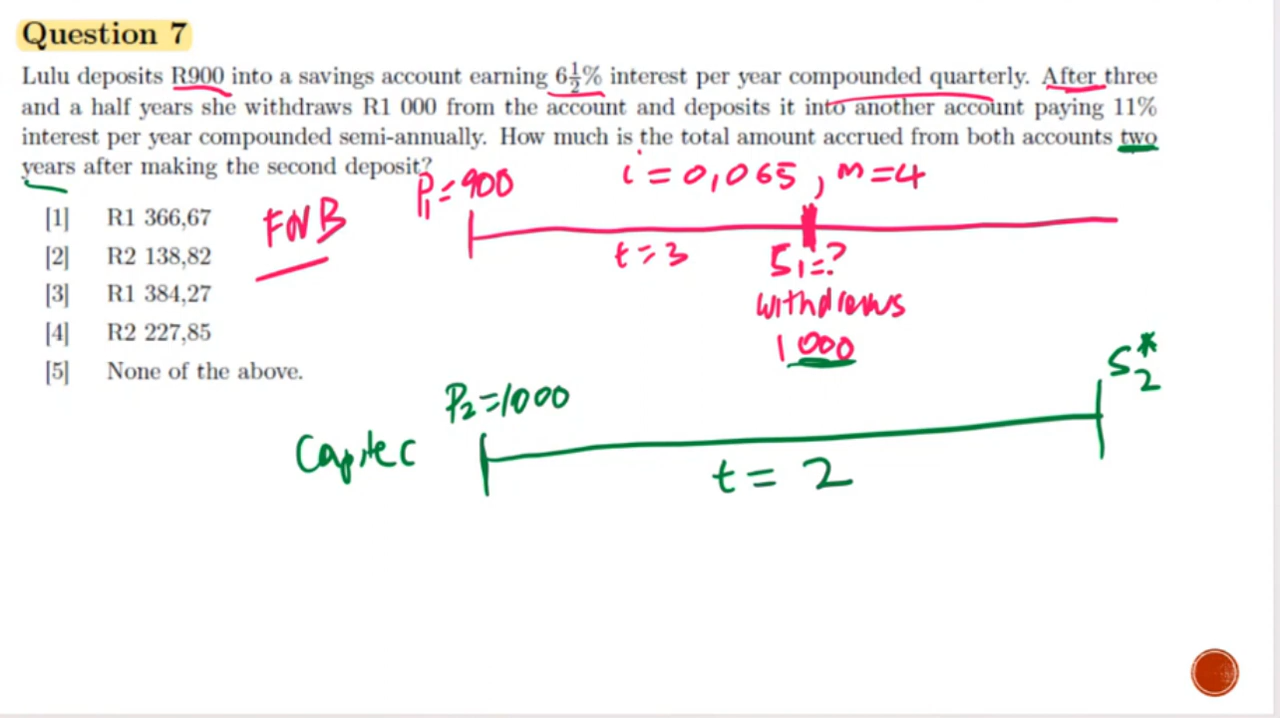 Question 7
Lulu deposits R900 into a savings account earning 6½% interest per year compounded quarterly. After three
and a half years she withdraws R1 000 from the account and deposits it into another account paying 11%
interest per year compounded semi-annually. How much is the total amount accrued from both accounts two
years after making the second deposit?
P₁=900
i=0,065, m=4
[1] R1 366,67
FNB
[2] R2 138,82
t=3
S₁=?
[3] R1 384,27
withdraws
[4] R2 227,85
1000
[5] None of the above.
S₂*
P₂=1000
Capitec
t=2